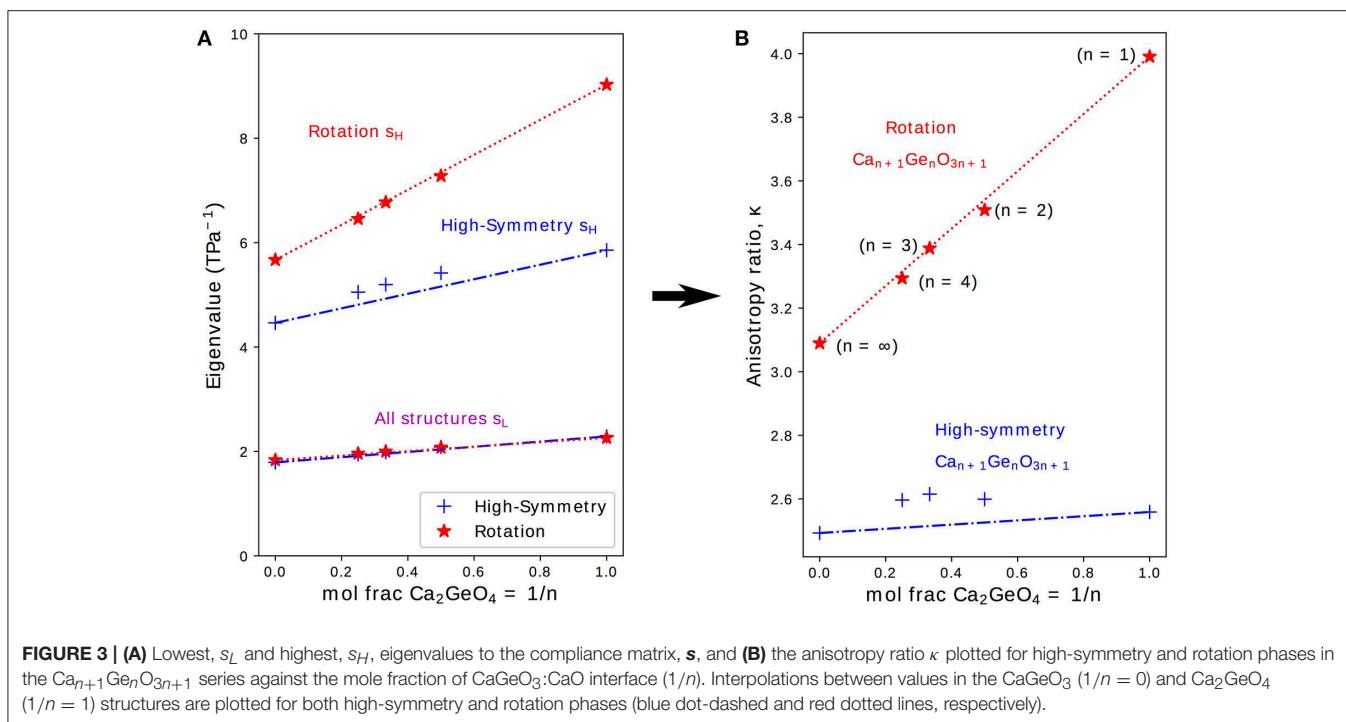 A
10
8
6
4
2
0
Eigenvalue (TPa⁻¹)
Rotation s_H
High-Symmetry s_H
All structures s_L
High-Symmetry
Rotation
0.0 0.2 0.4 0.6 0.8 1.0
mol frac Ca₂GeO₄ = 1/n
B
4.0
3.8
3.6
3.4
3.2
3.0
2.8
2.6
Anisotropy ratio, κ
(n = 1)
Rotation
Caₙ₊₁GeₙO₃ₙ₊₁
(n = 2)
(n = 3)
(n = 4)
(n = ∞)
High-symmetry
Caₙ₊₁GeₙO₃ₙ₊₁
0.0 0.2 0.4 0.6 0.8 1.0
mol frac Ca₂GeO₄ = 1/n
FIGURE 3 | (A) Lowest, s_L and highest, s_H, eigenvalues to the compliance matrix, s, and (B) the anisotropy ratio κ plotted for high-symmetry and rotation phases in
the Caₙ₊₁GeₙO₃ₙ₊₁ series against the mole fraction of CaGeO₃:CaO interface (1/n). Interpolations between values in the CaGeO₃ (1/n = 0) and Ca₂GeO₄
(1/n = 1) structures are plotted for both high-symmetry and rotation phases (blue dot-dashed and red dotted lines, respectively).